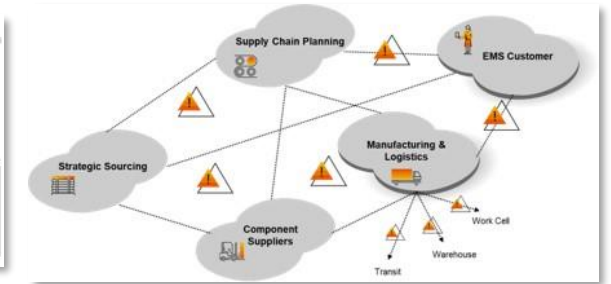 Supply Chain Planning
EMS Customer
Manufacturing &
Logistics
Strategic Sourcing
Component
Suppliers
Work Cell
Warehouse
Transit